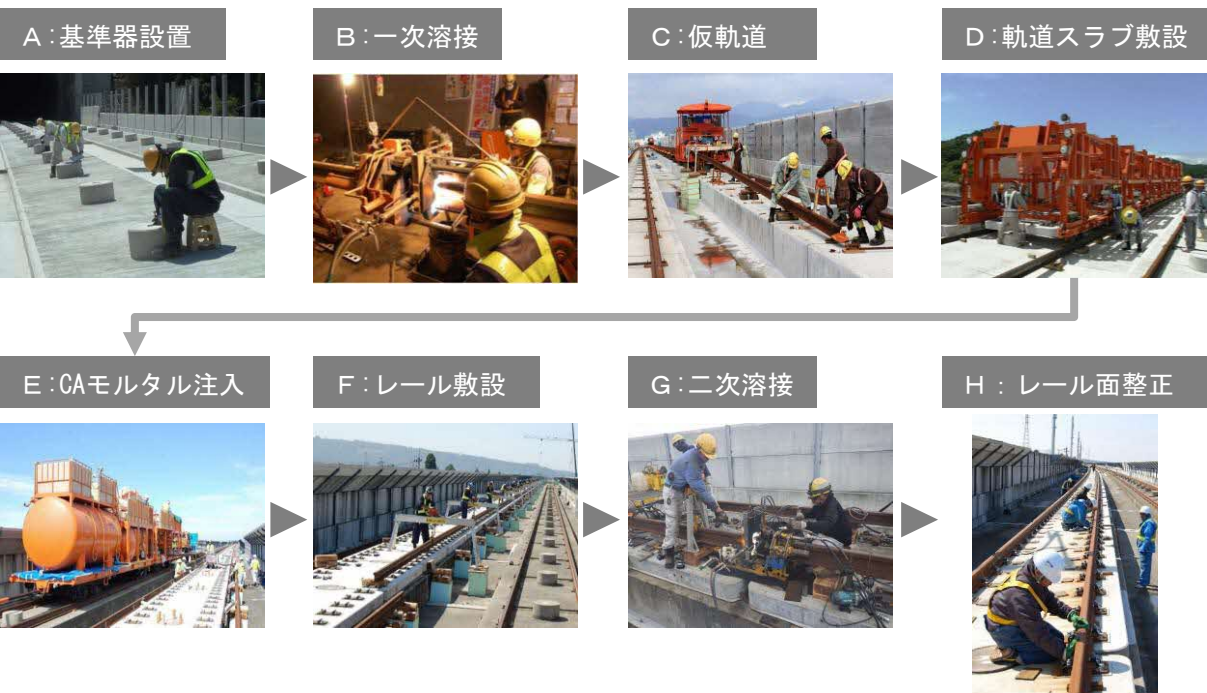 A:基準器設置
B:一次溶接
C:仮軌道
D:軌道スラブ敷設
E:CAモルタル注入
F:レール敷設
G:二次溶接
H:レール面整正